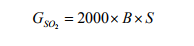 G_{SO_2} = 2000 × B × S